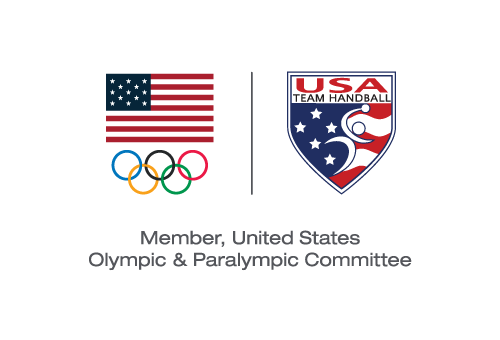 USA
TEAM HANDBALL
Member, United States
Olympic & Paralympic Committee